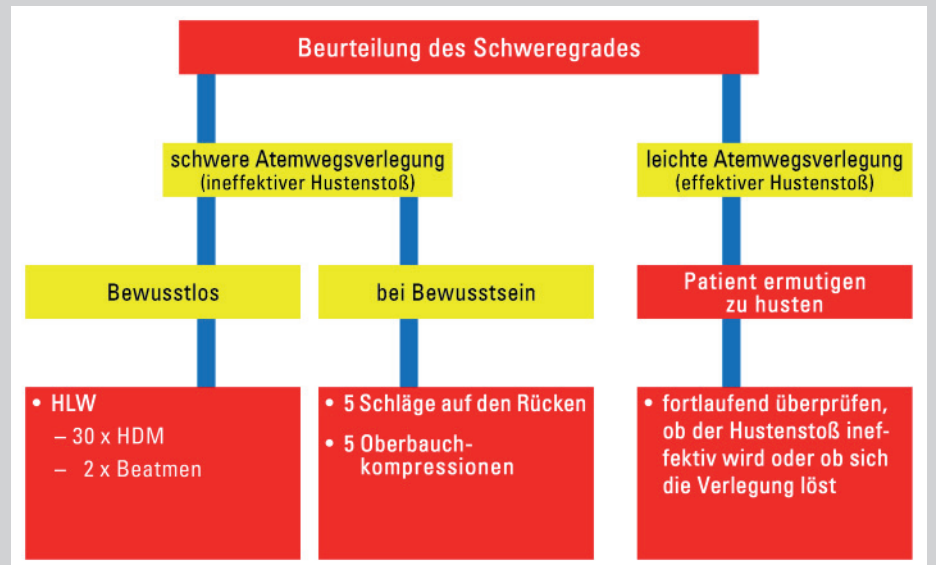 Beurteilung des Schweregrades
schwere Atemwegsverlegung
(ineffektiver Hustenstoß)
leichte Atemwegsverlegung
(effektiver Hustenstoß)
Bewusstlos
bei Bewusstsein
Patient ermutigen
zu husten
• HLW
– 30 x HDM
– 2 x Beatmen
• 5 Schläge auf den Rücken
• 5 Oberbauch-
kompressionen
• fortlaufend überprüfen,
ob der Hustenstoß inef-
fektiv wird oder ob sich
die Verlegung löst